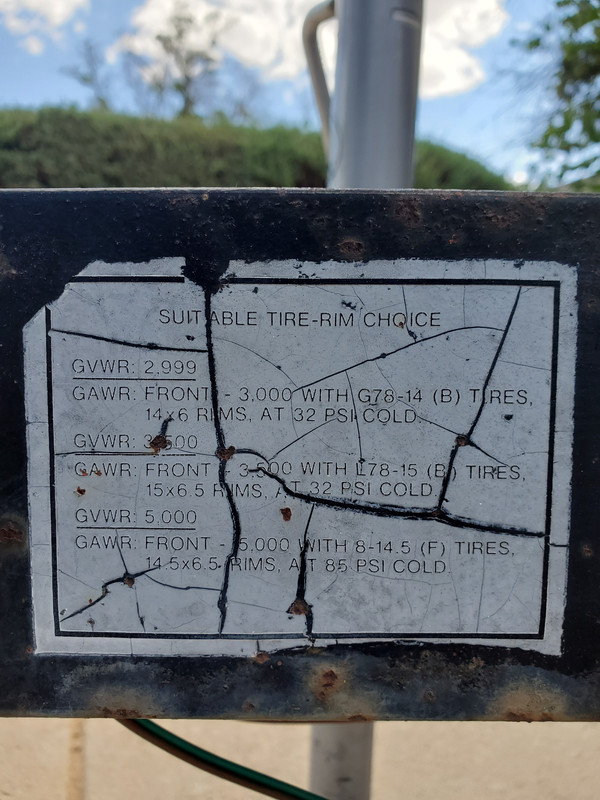 SUITABLE TIRE-RIM CHOICE
GVWR: 2,999
GAWR: FRONT - 3,000 WITH G78-14 (B) TIRES,
14x6 RIMS, AT 32 PSI COLD.
GVWR: 3,500
GAWR: FRONT - 3,500 WITH L78-15 (B) TIRES,
15x6.5 RIMS, AT 32 PSI COLD.
GVWR: 5,000
GAWR: FRONT - 5,000 WITH 8-14.5 (F) TIRES,
14.5x6.5 RIMS, AT 85 PSI COLD.